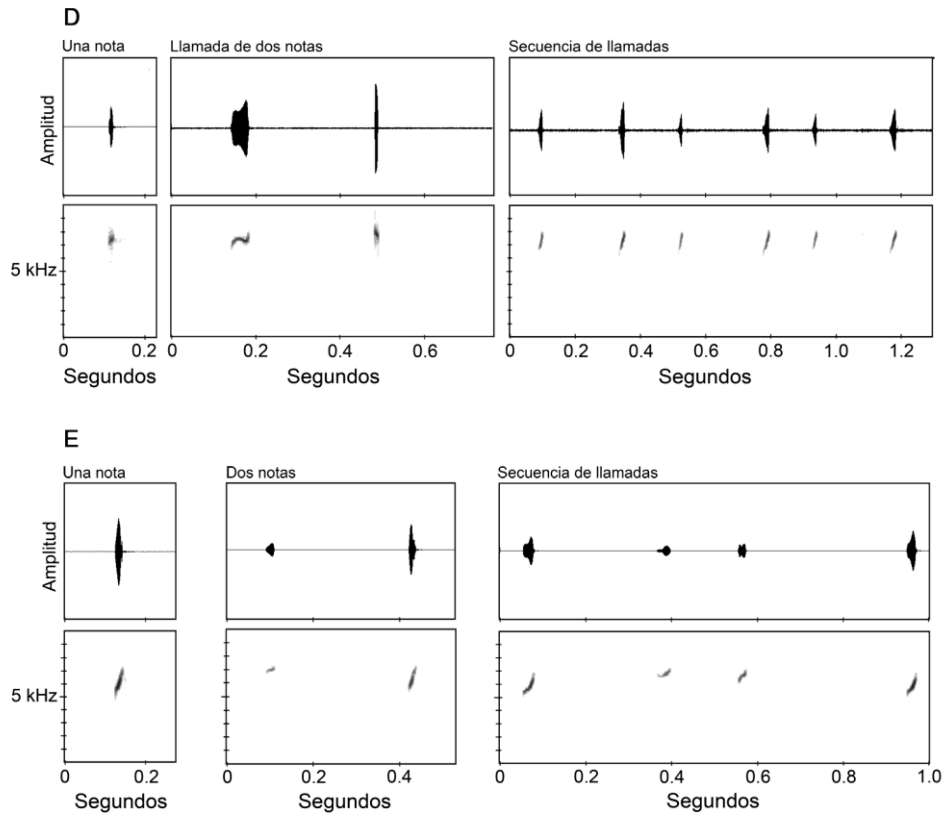 D
Una nota
Llamada de dos notas
Secuencia de llamadas
Amplitud
5 kHz
0 0.2
0 0.2 0.4 0.6
0 0.2 0.4 0.6 0.8 1.0 1.2
Segundos
Segundos
Segundos
E
Una nota
Dos notas
Secuencia de llamadas
Amplitud
5 kHz
0 0.2
0 0.4
0 0.2 0.4 0.6 0.8 1.0
Segundos
Segundos
Segundos